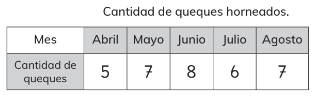 Cantidad de queques horneados.
Mes Abril Mayo Junio Julio Agosto
Cantidad de
queques 5 7 8 6 7